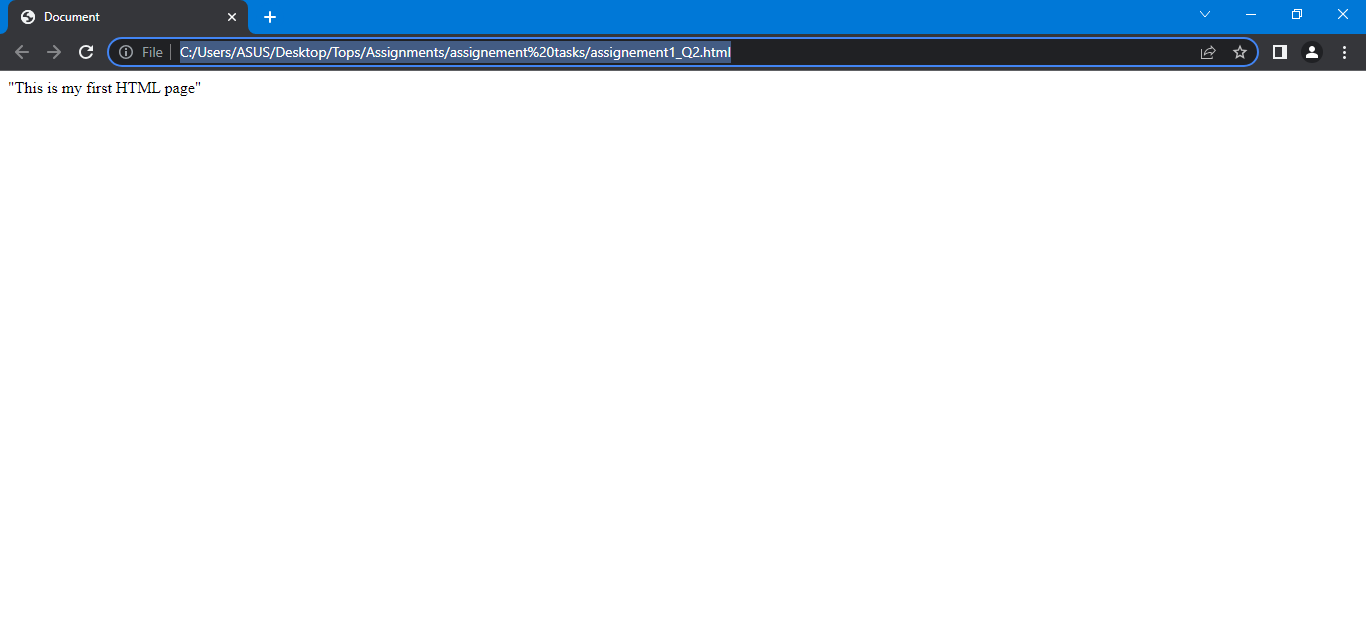 Document
File
C:/Users/ASUS/Desktop/Tops/Assignments/assignement%20tasks/assignement1_Q2.html
"This is my first HTML page"